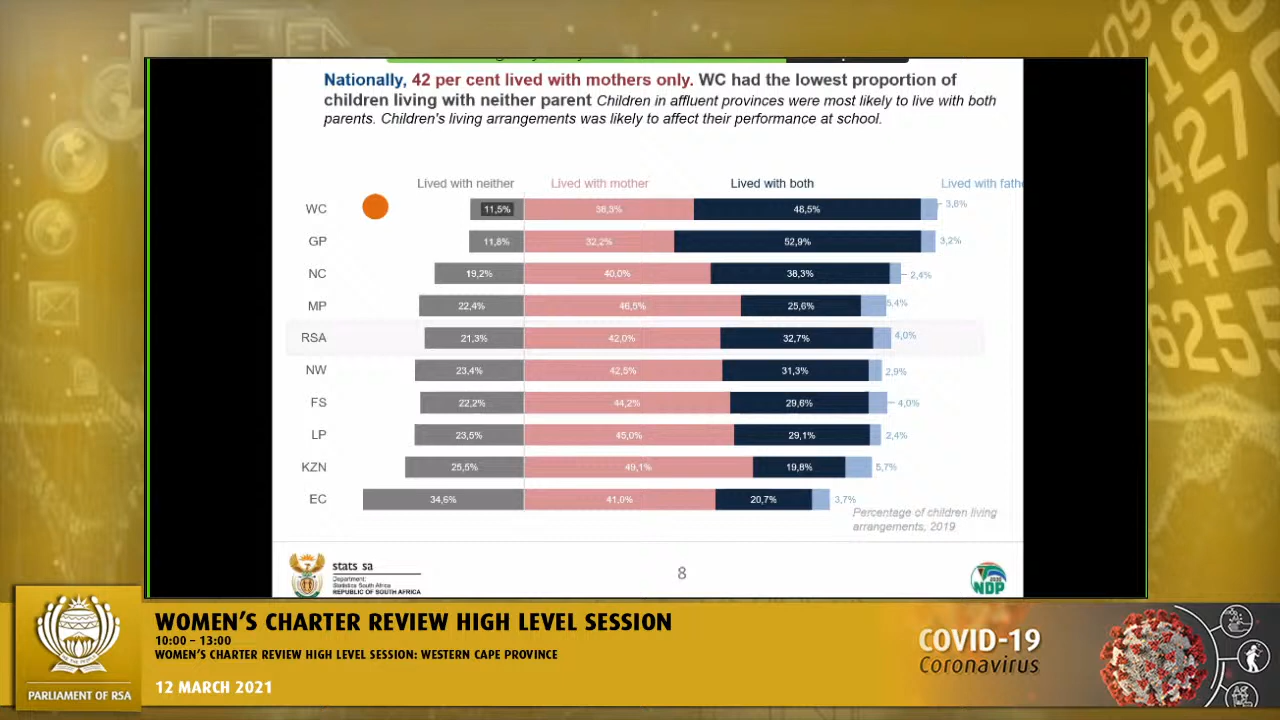 Nationally, 42 per cent lived with mothers only. WC had the lowest proportion of
children living with neither parent Children in affluent provinces were most likely to live with both
parents. Children's living arrangements was likely to affect their performance at school.
Lived with neither Lived with mother Lived with both Lived with fathe
WC 11,5% 36,3% 48,5% 3,8%
GP 11,8% 32,2% 52,9% 3,2%
NC 19,2% 40,0% 38,3% 2,4%
MP 22,4% 46,5% 25,6% 5,4%
RSA 21,3% 42,0% 32,7% 4,0%
NW 23,4% 42,5% 31,3% 2,9%
FS 22,2% 44,2% 29,6% 4,0%
LP 23,5% 45,0% 29,1% 2,4%
KZN 25,5% 49,1% 19,8% 5,7%
EC 34,6% 41,0% 20,7% 3,7%
Percentage of children living
arrangements, 2019
stats sa
Department:
Statistics South Africa
REPUBLIC OF SOUTH AFRICA
8
2030
NDP
WOMEN'S CHARTER REVIEW HIGH LEVEL SESSION
10:00 – 13:00
WOMEN'S CHARTER REVIEW HIGH LEVEL SESSION: WESTERN CAPE PROVINCE
12 MARCH 2021
PARLIAMENT OF RSA
COVID-19
Coronavirus